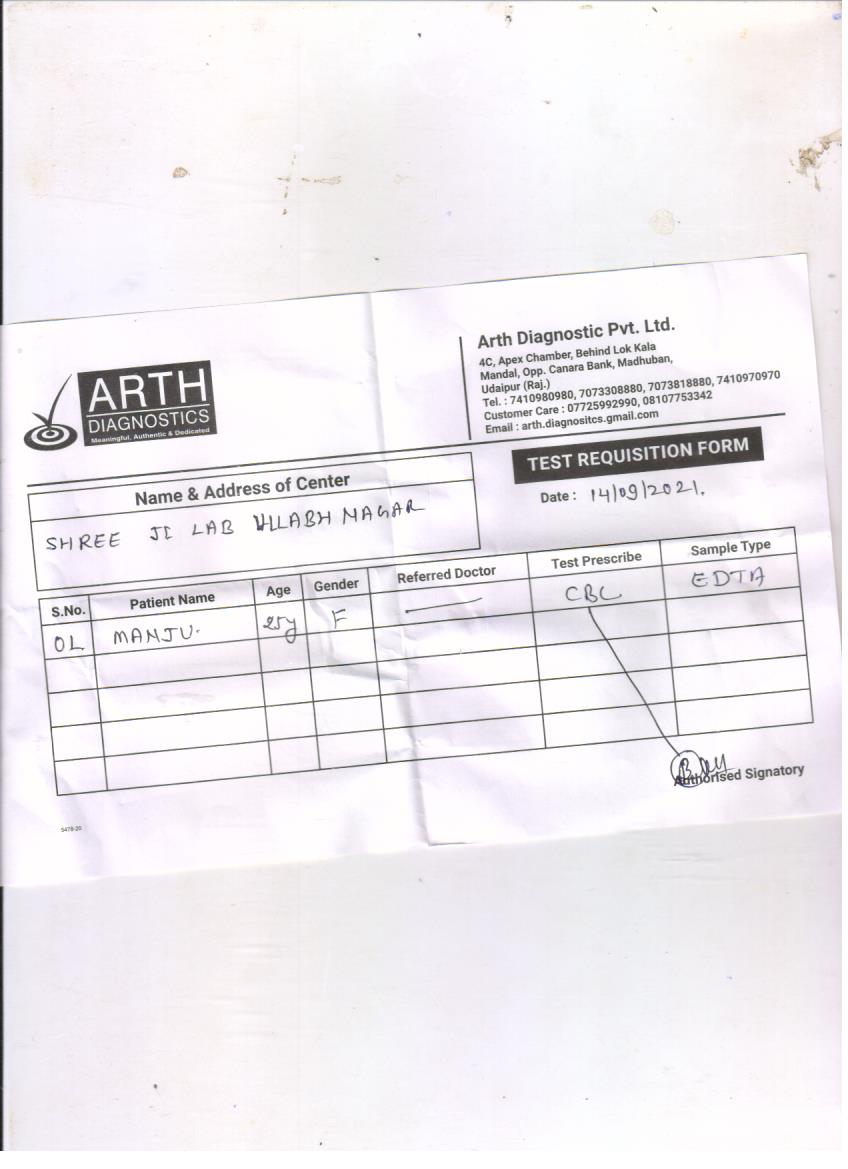 ARTH
DIAGNOSTICS
Meaningful, Authentic & Dedicated
Arth Diagnostic Pvt. Ltd.
4C, Apex Chamber, Behind Lok Kala
Mandal, Opp. Canara Bank, Madhuban,
Udaipur (Raj.)
Tel. : 7410980980, 7073308880, 7073818880, 7410970970
Customer Care : 07725992990, 08107753342
Email : arth.diagnositcs.gmail.com
TEST REQUISITION FORM
Date : 14/09/2021.
Name & Address of Center
SHREE JI LAB VLLABH NAGAR
S.No. Patient Name Age Gender Referred Doctor Test Prescribe Sample Type
01 MANJU. 25y F — CBC EDTA
Authorised Signatory
5478-20